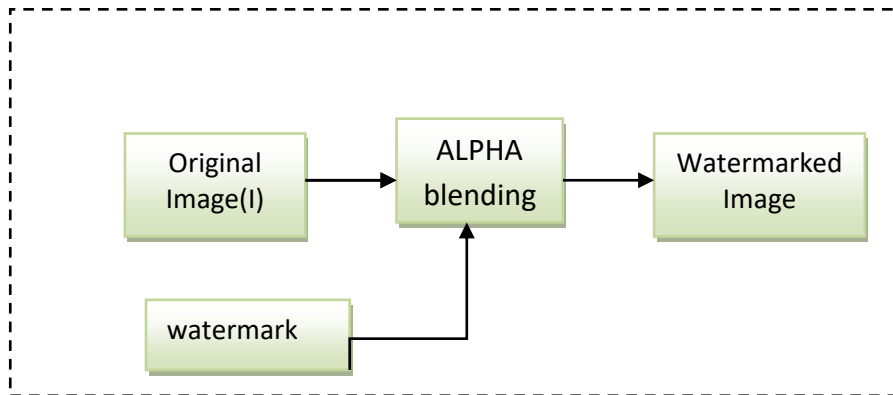 Original
Image(I)
ALPHA
blending
Watermarked
Image
watermark